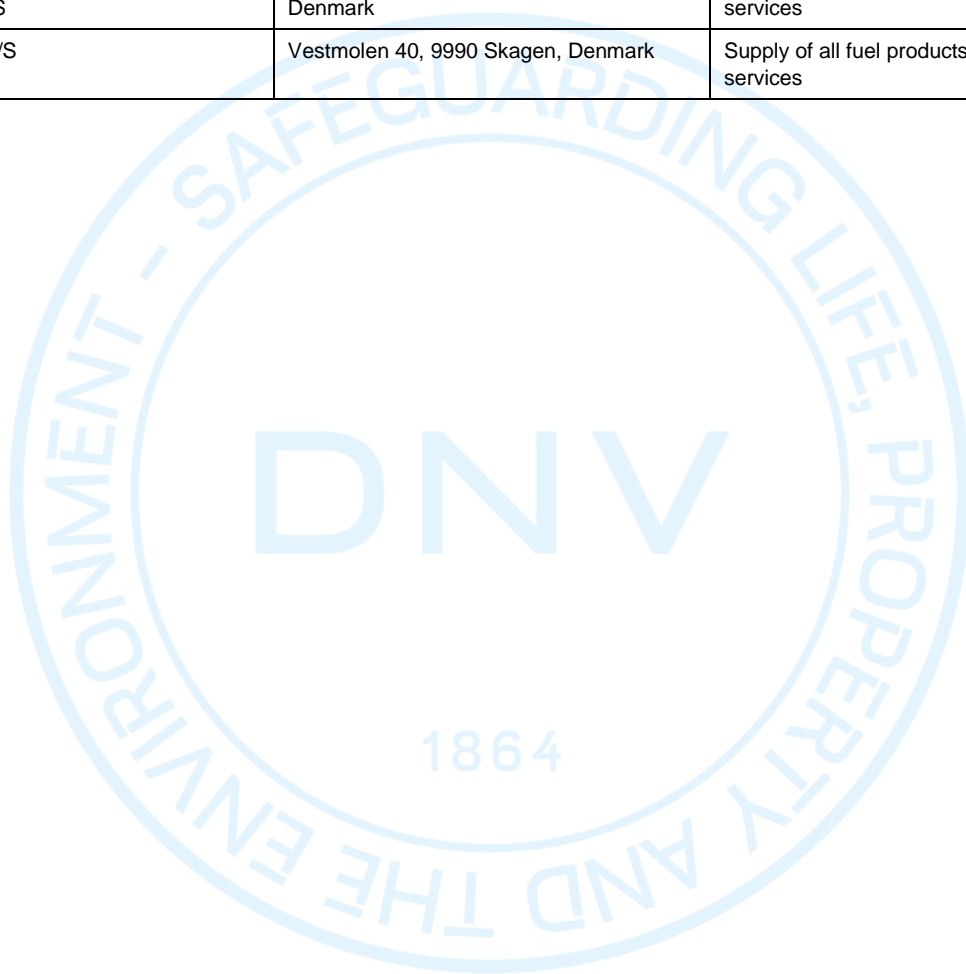 S
Denmark
services
/S
Vestmolen 40, 9990 Skagen, Denmark
Supply of all fuel products
services
SAFEGUARDING LIFE, PROPERTY AND THE ENVIRONMENT –
DNV
1864